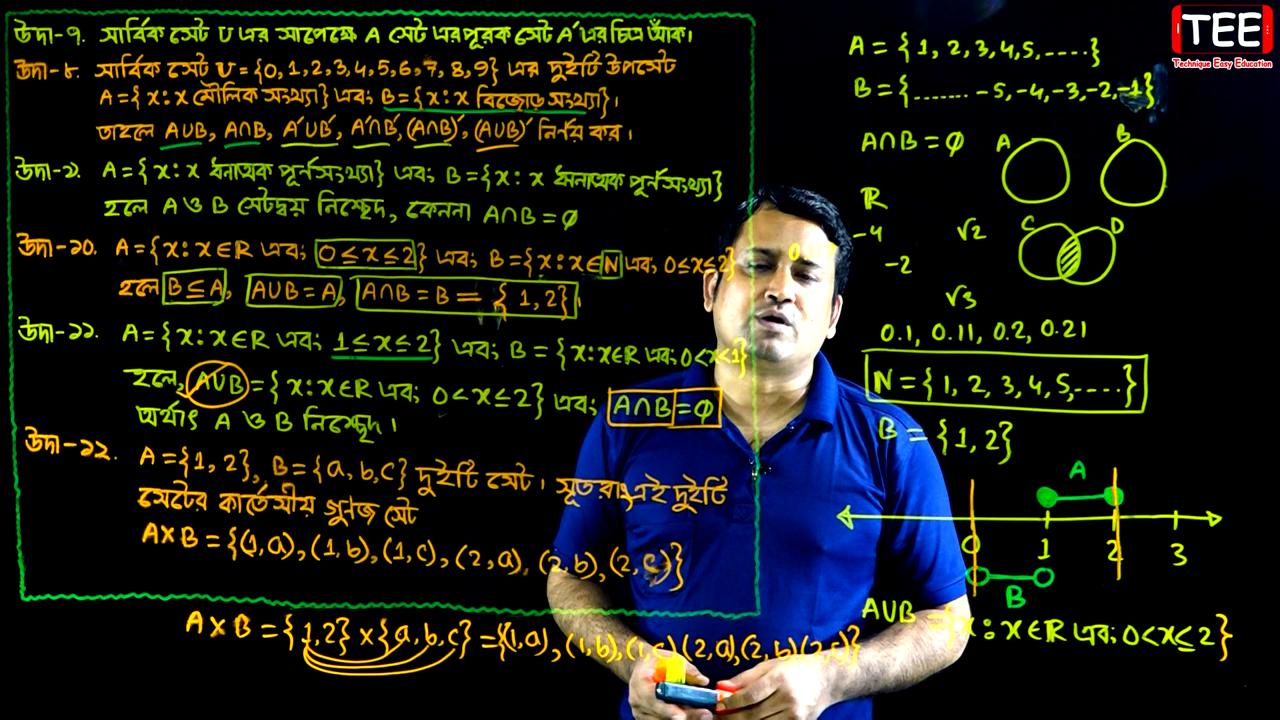 উদা-৭. সার্বিক সেট U এর সাপেক্ষে A সেট এর পূরক সেট A′ এর চিত্র আঁক।
উদা-৮. সার্বিক সেট U = {0, 1, 2, 3, 4, 5, 6, 7, 8, 9} এর দুইটি উপসেট
A = {x : x মৌলিক সংখ্যা} এবং B = {x : x বিজোড় সংখ্যা}।
তাহলে A∪B, A∩B, A′∪B′, A′∩B′, (A∩B)′, (A∪B)′ নির্ণয় কর।
উদা-৯. A = {x : x ধনাত্মক পূর্নসংখ্যা} এবং B = {x : x ঋনাত্মক পূর্নসংখ্যা}
হলে A ও B সেটদ্বয় নিশ্ছেদ, কেননা A∩B = φ
উদা-১০. A = {x : x ∈ R এবং 0 ≤ x ≤ 2} এবং B = {x : x ∈ N এবং 0 ≤ x ≤ 2}
হলে B ⊆ A, A∪B = A, A∩B = B = {1, 2}।
উদা-১১. A = {x : x ∈ R এবং 1 ≤ x ≤ 2} এবং B = {x : x ∈ R এবং 0 < x < 1}
হলে, A∪B = {x : x ∈ R এবং 0 < x ≤ 2} এবং A∩B = φ
অর্থাৎ A ও B নিশ্ছেদ।
উদা-১২. A = {1, 2}, B = {a, b, c} দুইটি সেট। সুতরাং এই দুইটি
সেটের কার্তেসীয় গুণজ সেট
A×B = {(1, a), (1, b), (1, c), (2, a), (2, b), (2, c)}
A × B = {1, 2} × {a, b, c} = {(1, a), (1, b), (1, c) (2, a), (2, b) (2, c)}
TEE
Technique Easy Education
A = {1, 2, 3, 4, 5, ....}
B = {....... -5, -4, -3, -2, -1}
A∩B = φ
A B
R
-4 √2
C D
-2
√3
0.1, 0.11, 0.2, 0.21
N = {1, 2, 3, 4, 5, ....}
B = {1, 2}
A
0 1 2 3
B
A∪B = {x : x ∈ R এবং 0 < x ≤ 2}